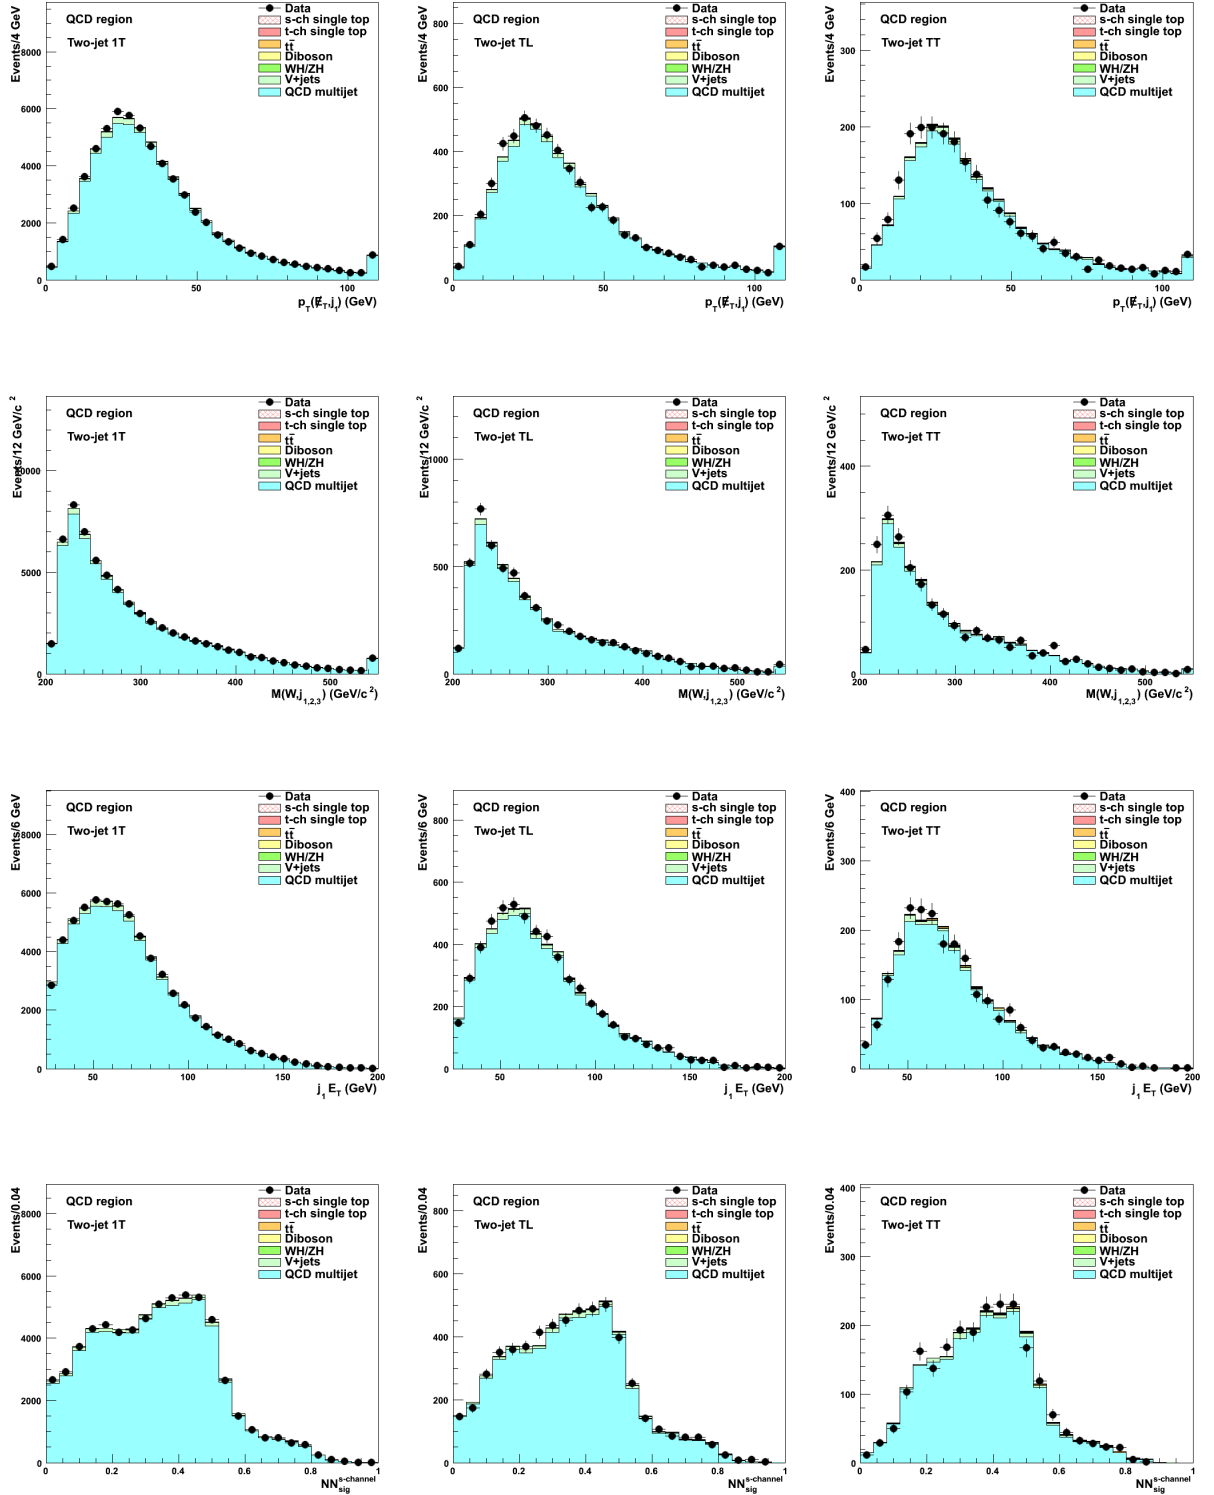 Events/4 GeV
8000
6000
4000
2000
0
0 50 100
p_T(E̸_T,j_1) (GeV)
QCD region
Two-jet 1T
Data
s-ch single top
t-ch single top
tt̄
Diboson
WH/ZH
V+jets
QCD multijet
Events/4 GeV
800
600
400
200
0
0 50 100
p_T(E̸_T,j_1) (GeV)
QCD region
Two-jet TL
Data
s-ch single top
t-ch single top
tt̄
Diboson
WH/ZH
V+jets
QCD multijet
Events/4 GeV
300
200
100
0
0 50 100
p_T(E̸_T,j_1) (GeV)
QCD region
Two-jet TT
Data
s-ch single top
t-ch single top
tt̄
Diboson
WH/ZH
V+jets
QCD multijet
Events/12 GeV/c²
10000
5000
0
200 300 400 500
M(W,j_1,2,3) (GeV/c²)
QCD region
Two-jet 1T
Data
s-ch single top
t-ch single top
tt̄
Diboson
WH/ZH
V+jets
QCD multijet
Events/12 GeV/c²
1000
500
0
200 300 400 500
M(W,j_1,2,3) (GeV/c²)
QCD region
Two-jet TL
Data
s-ch single top
t-ch single top
tt̄
Diboson
WH/ZH
V+jets
QCD multijet
Events/12 GeV/c²
400
200
0
200 300 400 500
M(W,j_1,2,3) (GeV/c²)
QCD region
Two-jet TT
Data
s-ch single top
t-ch single top
tt̄
Diboson
WH/ZH
V+jets
QCD multijet
Events/6 GeV
8000
6000
4000
2000
0
50 100 150 200
j_1 E_T (GeV)
QCD region
Two-jet 1T
Data
s-ch single top
t-ch single top
tt̄
Diboson
WH/ZH
V+jets
QCD multijet
Events/6 GeV
800
600
400
200
0
50 100 150 200
j_1 E_T (GeV)
QCD region
Two-jet TL
Data
s-ch single top
t-ch single top
tt̄
Diboson
WH/ZH
V+jets
QCD multijet
Events/6 GeV
400
300
200
100
0
50 100 150 200
j_1 E_T (GeV)
QCD region
Two-jet TT
Data
s-ch single top
t-ch single top
tt̄
Diboson
WH/ZH
V+jets
QCD multijet
Events/0.04
8000
6000
4000
2000
0
0 0.2 0.4 0.6 0.8 1
NN_sig^s-channel
QCD region
Two-jet 1T
Data
s-ch single top
t-ch single top
tt̄
Diboson
WH/ZH
V+jets
QCD multijet
Events/0.04
800
600
400
200
0
0 0.2 0.4 0.6 0.8 1
NN_sig^s-channel
QCD region
Two-jet TL
Data
s-ch single top
t-ch single top
tt̄
Diboson
WH/ZH
V+jets
QCD multijet
Events/0.04
400
300
200
100
0
0 0.2 0.4 0.6 0.8 1
NN_sig^s-channel
QCD region
Two-jet TT
Data
s-ch single top
t-ch single top
tt̄
Diboson
WH/ZH
V+jets
QCD multijet